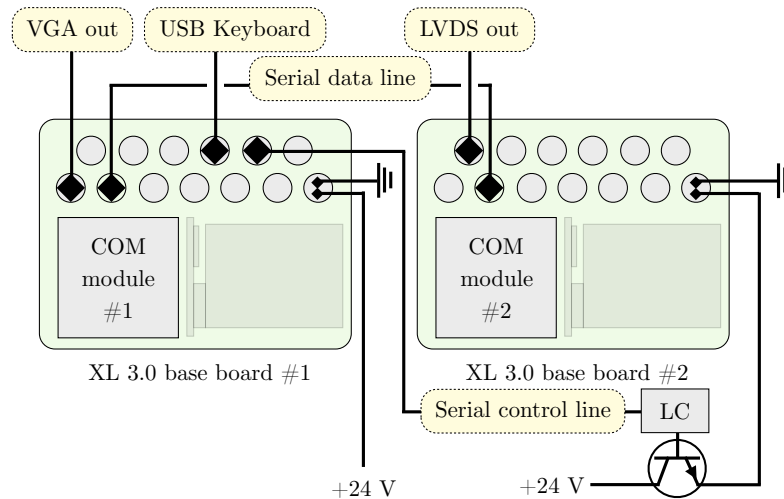 VGA out
USB Keyboard
LVDS out
Serial data line
COM
module
#1
COM
module
#2
XL 3.0 base board #1
XL 3.0 base board #2
Serial control line
LC
+24 V
+24 V